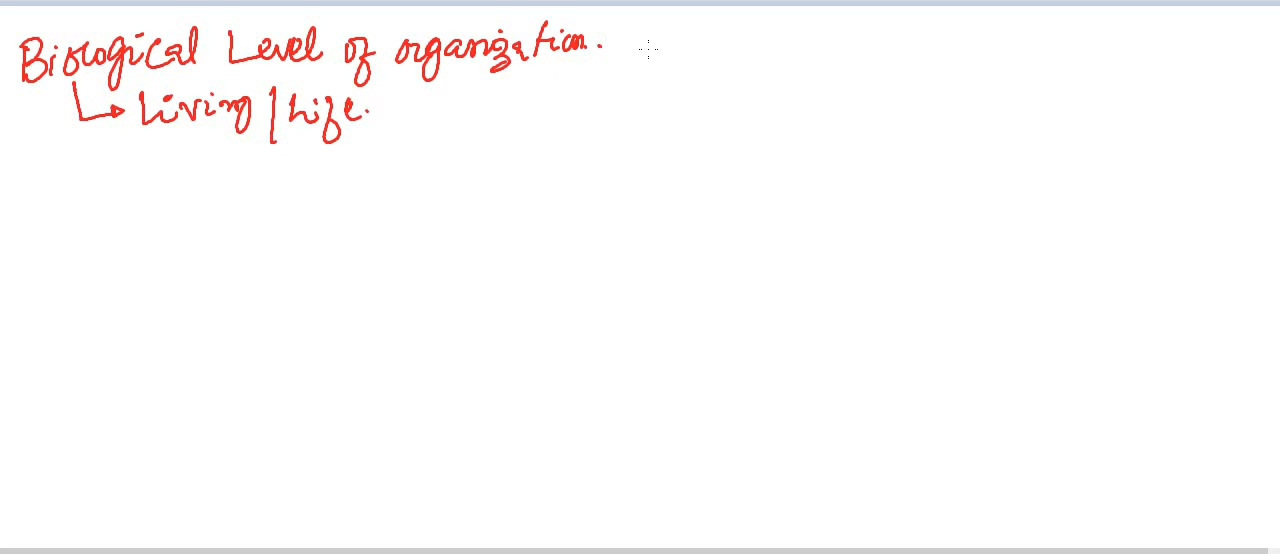 Biological Level of organization.
↳ Living / Life.